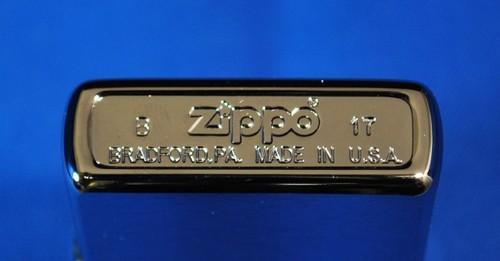 B Zippo® 17
BRADFORD, PA. MADE IN U.S.A.